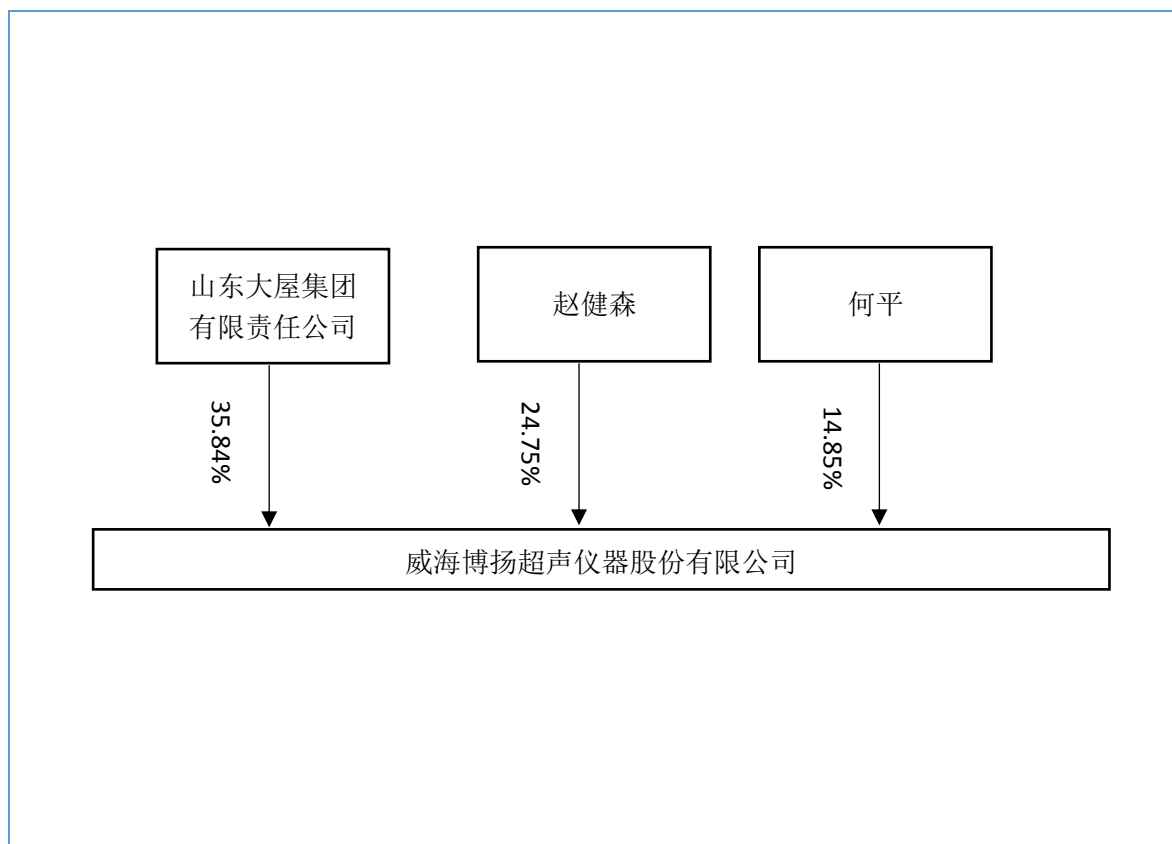 山东大屋集团
有限责任公司
赵健森
何平
35.84%
24.75%
14.85%
威海博扬超声仪器股份有限公司